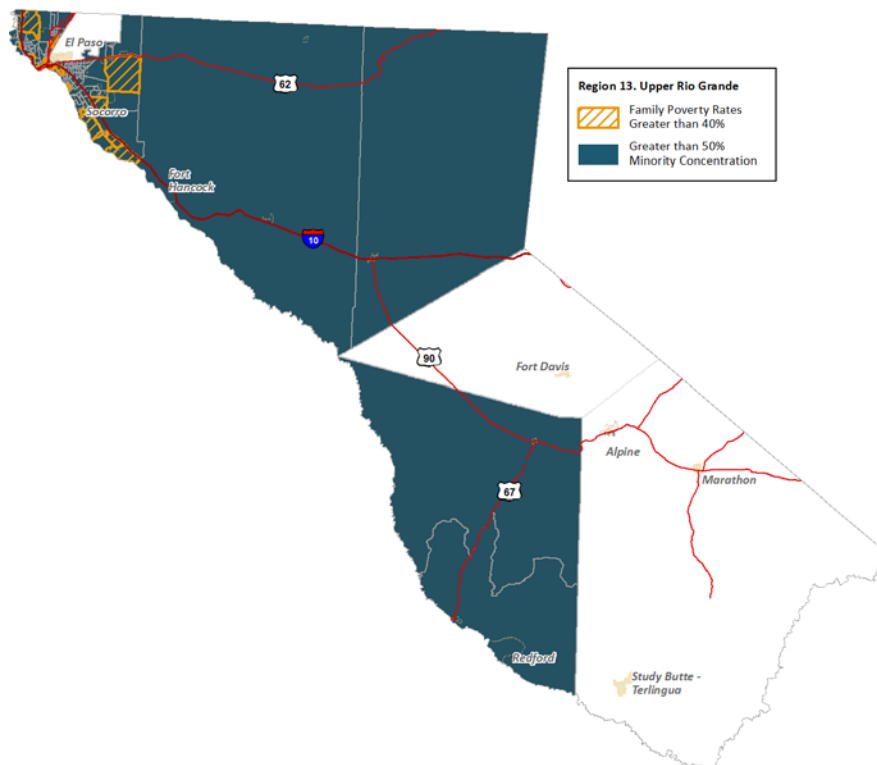 El Paso
62
Region 13. Upper Rio Grande
Family Poverty Rates
Greater than 40%
Greater than 50%
Minority Concentration
Socorro
Fort
Hancock
10
90
Fort Davis
Alpine
Marathon
67
Redford
Study Butte -
Terlingua